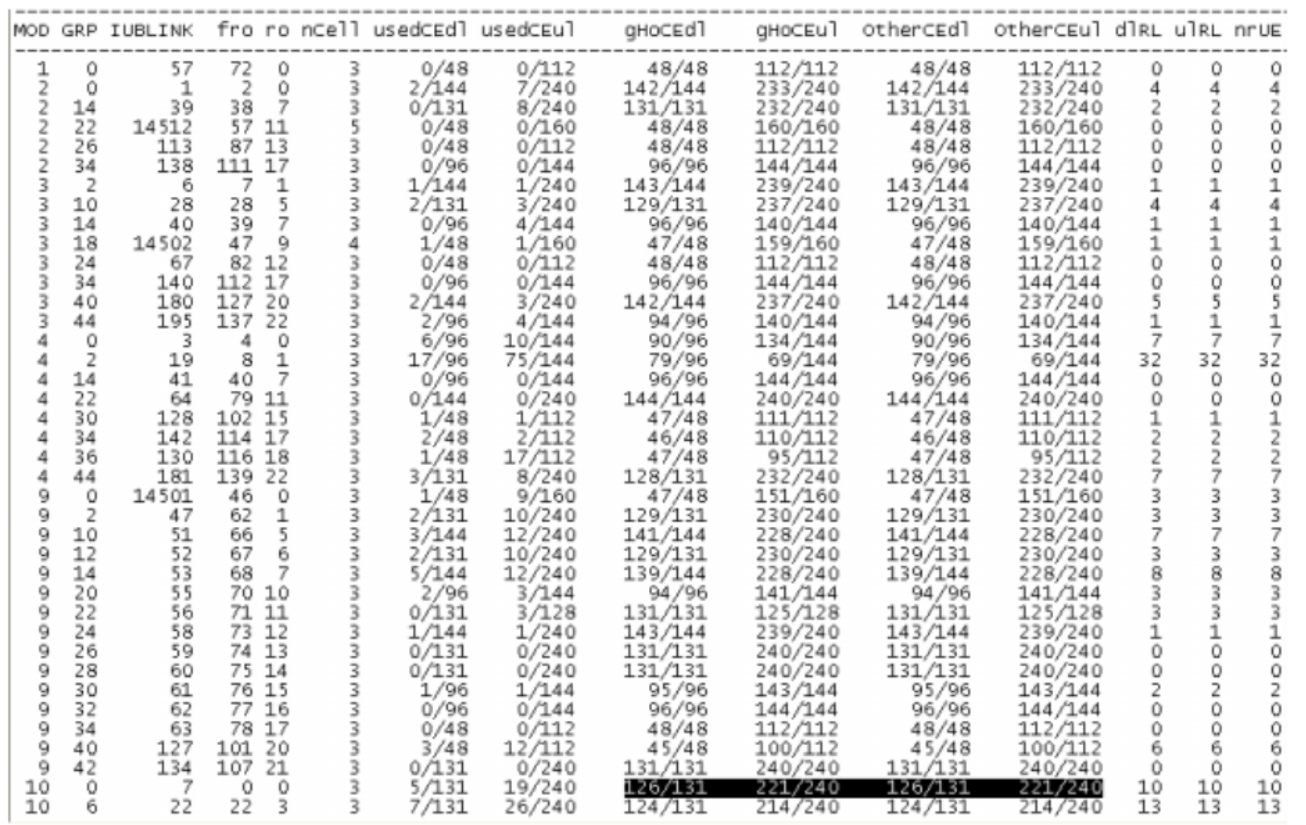 MOD GRP IUBLINK fro ro nCell usedCEdl usedCEul gHoCEdl gHoCEul OtherCEdl OtherCEul dlRL ulRL nrUE
1 0 57 72 0 3 0/48 0/112 48/48 112/112 48/48 112/112 0 0 0
2 0 1 2 0 3 2/144 7/240 142/144 233/240 142/144 233/240 4 4 4
2 14 39 38 7 3 0/131 8/240 131/131 232/240 131/131 232/240 2 2 2
2 22 14512 57 11 5 0/48 0/160 48/48 160/160 48/48 160/160 0 0 0
2 26 113 87 13 3 0/48 0/112 48/48 112/112 48/48 112/112 0 0 0
2 34 138 111 17 3 0/96 0/144 96/96 144/144 96/96 144/144 0 0 0
3 2 6 7 1 3 1/144 1/240 143/144 239/240 143/144 239/240 1 1 1
3 10 28 28 5 3 2/131 3/240 129/131 237/240 129/131 237/240 4 4 4
3 14 40 39 7 3 0/96 4/144 96/96 140/144 96/96 140/144 1 1 1
3 18 14502 47 9 4 1/48 1/160 47/48 159/160 47/48 159/160 1 1 1
3 24 67 82 12 3 0/48 0/112 48/48 112/112 48/48 112/112 0 0 0
3 34 140 112 17 3 0/96 0/144 96/96 144/144 96/96 144/144 0 0 0
3 40 180 127 20 3 2/144 3/240 142/144 237/240 142/144 237/240 5 5 5
3 44 195 137 22 3 2/96 4/144 94/96 140/144 94/96 140/144 1 1 1
4 0 3 4 0 3 6/96 10/144 90/96 134/144 90/96 134/144 7 7 7
4 2 19 8 1 3 17/96 75/144 79/96 69/144 79/96 69/144 32 32 32
4 14 41 40 7 3 0/96 0/144 96/96 144/144 96/96 144/144 0 0 0
4 22 64 79 11 3 0/144 0/240 144/144 240/240 144/144 240/240 0 0 0
4 30 128 102 15 3 1/48 1/112 47/48 111/112 47/48 111/112 1 1 1
4 34 142 114 17 3 2/48 2/112 46/48 110/112 46/48 110/112 2 2 2
4 36 130 116 18 3 1/48 17/112 47/48 95/112 47/48 95/112 2 2 2
4 44 181 139 22 3 3/131 8/240 128/131 232/240 128/131 232/240 7 7 7
9 0 14501 46 0 3 1/48 9/160 47/48 151/160 47/48 151/160 3 3 3
9 2 47 62 1 3 2/131 10/240 129/131 230/240 129/131 230/240 3 3 3
9 10 51 66 5 3 3/144 12/240 141/144 228/240 141/144 228/240 7 7 7
9 12 52 67 6 3 2/131 10/240 129/131 230/240 129/131 230/240 3 3 3
9 14 53 68 7 3 5/144 12/240 139/144 228/240 139/144 228/240 8 8 8
9 20 55 70 10 3 2/96 3/144 94/96 141/144 94/96 141/144 3 3 3
9 22 56 71 11 3 0/131 3/128 131/131 125/128 131/131 125/128 3 3 3
9 24 58 73 12 3 1/144 1/240 143/144 239/240 143/144 239/240 1 1 1
9 26 59 74 13 3 0/131 0/240 131/131 240/240 131/131 240/240 0 0 0
9 28 60 75 14 3 0/131 0/240 131/131 240/240 131/131 240/240 0 0 0
9 30 61 76 15 3 1/96 1/144 95/96 143/144 95/96 143/144 2 2 2
9 32 62 77 16 3 0/96 0/144 96/96 144/144 96/96 144/144 0 0 0
9 34 63 78 17 3 0/48 0/112 48/48 112/112 48/48 112/112 0 0 0
9 40 127 101 20 3 3/48 12/112 45/48 100/112 45/48 100/112 6 6 6
9 42 134 107 21 3 0/131 0/240 131/131 240/240 131/131 240/240 0 0 0
10 0 7 0 0 3 5/131 19/240 126/131 221/240 126/131 221/240 10 10 10
10 6 22 22 3 3 7/131 26/240 124/131 214/240 124/131 214/240 13 13 13